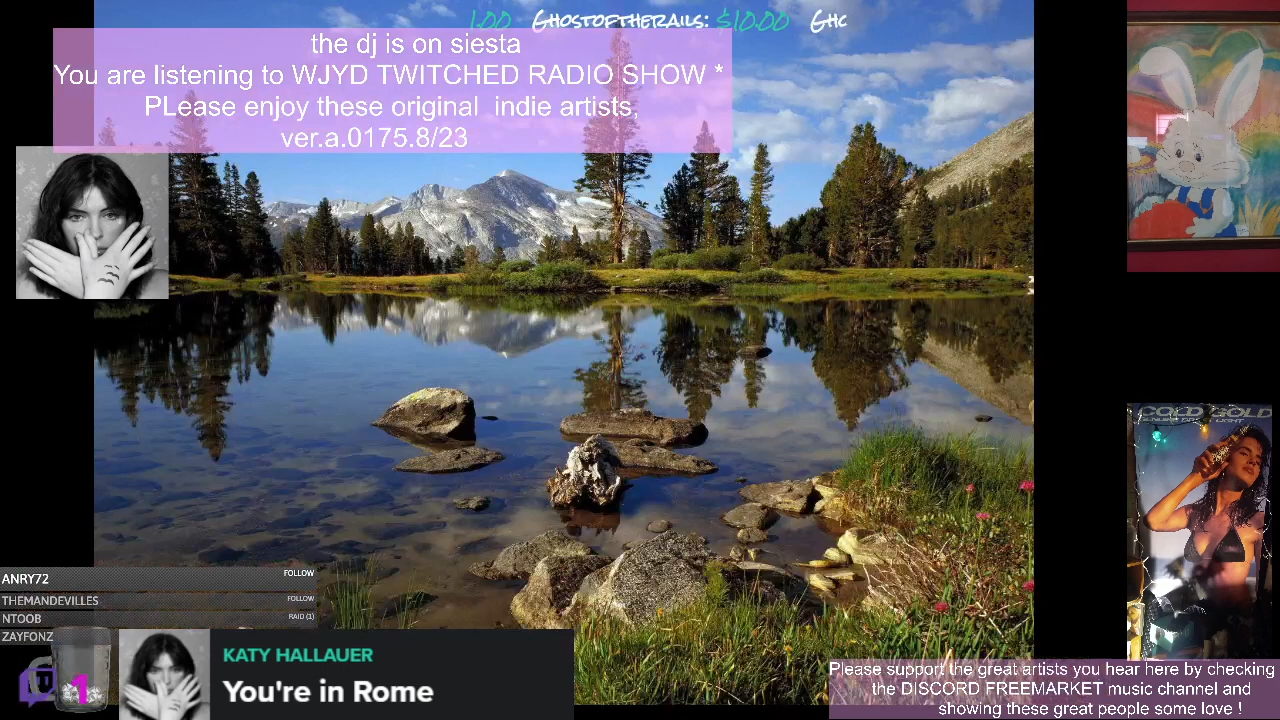 1.00 Ghostoftherails: $10.00 Ghc
the dj is on siesta
You are listening to WJYD TWITCHED RADIO SHOW *
PLease enjoy these original indie artists,
ver.a.0175.8/23
COLD GOLD
ANRY72 FOLLOW
THEMANDEVILLES FOLLOW
NTOOB RAID (1)
ZAYFONZ
1
KATY HALLAUER
You're in Rome
Please support the great artists you hear here by checking
the DISCORD FREEMARKET music channel and
showing these great people some love !